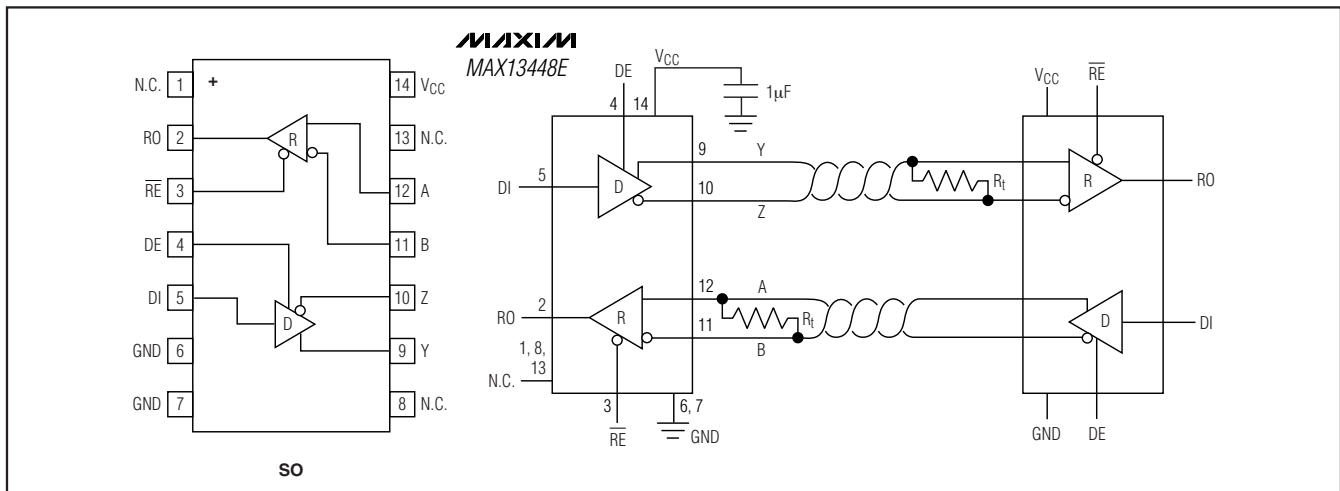 MAXIM
MAX13448E
N.C. 1 + 14 VCC
RO 2 R 13 N.C.
RE 3 12 A
DE 4 11 B
DI 5 D 10 Z
GND 6 9 Y
GND 7 8 N.C.
SO
DE VCC
4 14 1μF
DI 5 D 9 Y
10 Z
Rt
VCC RE
R RO
RO 2 R 12 A
11 B
Rt
1, 8,
13
N.C.
3 6, 7
RE GND
D DI
GND DE